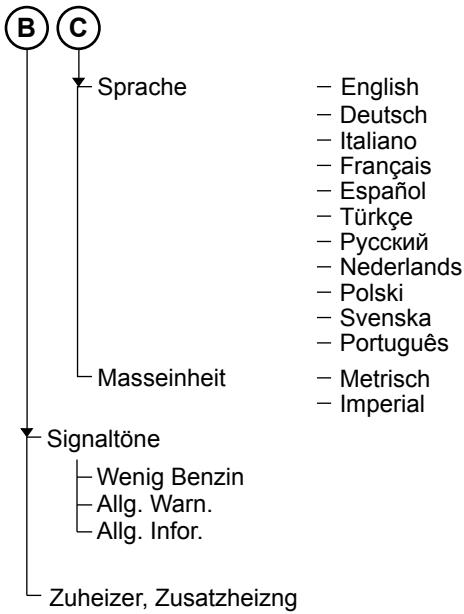 B C
Sprache – English
– Deutsch
– Italiano
– Français
– Español
– Türkçe
– Русский
– Nederlands
– Polski
– Svenska
– Português
Masseinheit – Metrisch
– Imperial
Signaltöne
Wenig Benzin
Allg. Warn.
Allg. Infor.
Zuheizer, Zusatzheizng